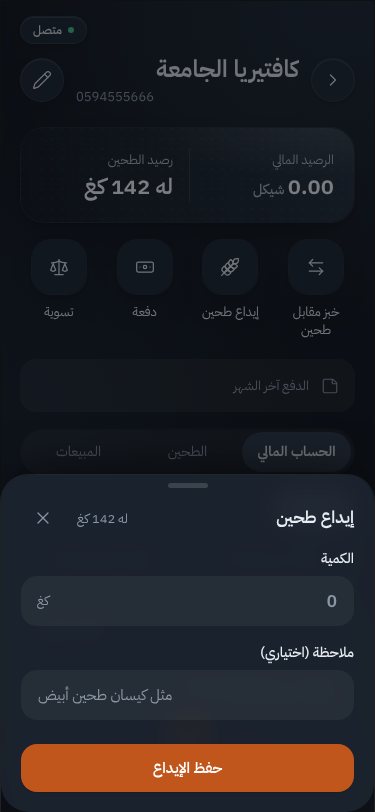 متصل
كافتيريا الجامعة
0594555666
الرصيد المالي
0.00 شيكل
رصيد الطحين
له 142 كغ
خبز مقابل طحين
إيداع طحين
دفعة
تسوية
الدفع آخر الشهر
الحساب المالي
الطحين
المبيعات
إيداع طحين
له 142 كغ
الكمية
0
كغ
ملاحظة (اختياري)
مثل كيسان طحين أبيض
حفظ الإيداع